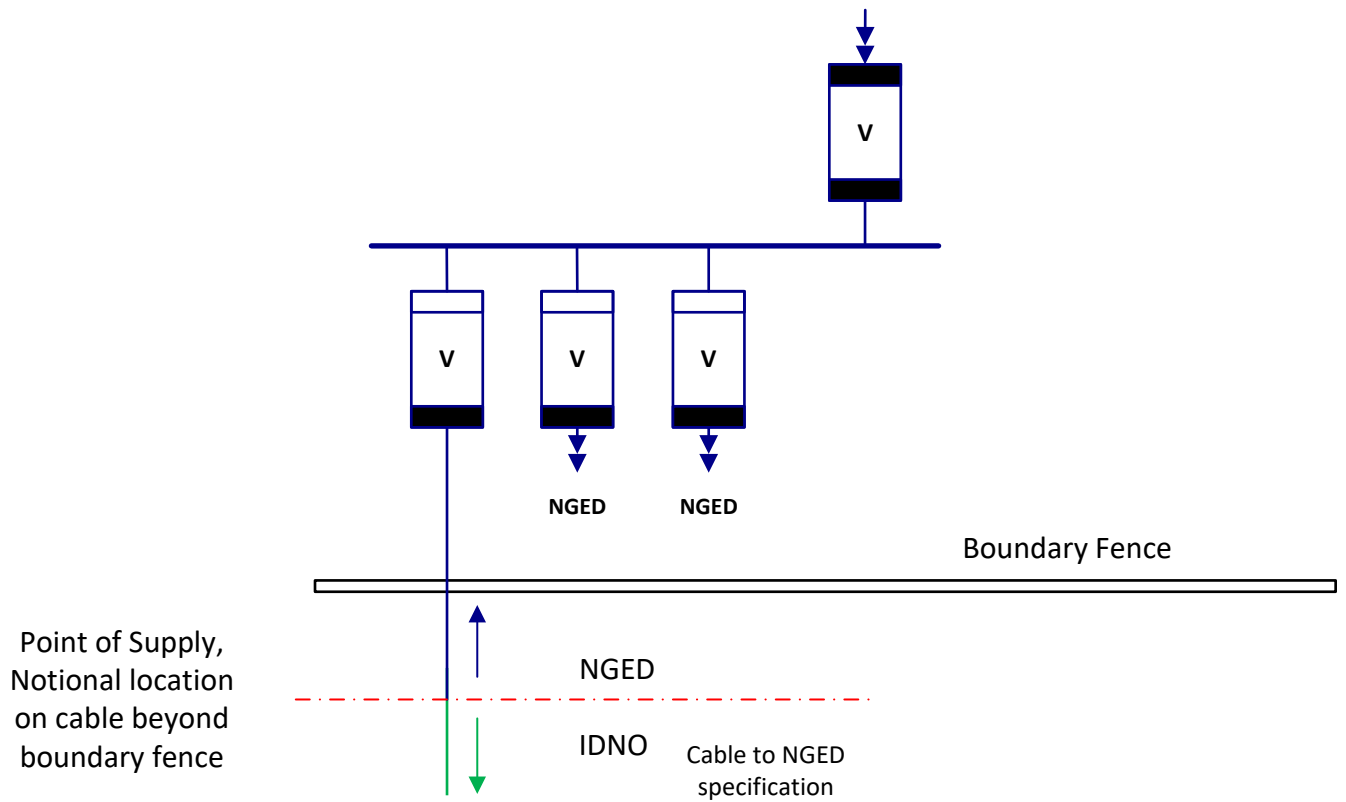 V
V
V
V
NGED
NGED
Boundary Fence
Point of Supply,
Notional location
on cable beyond
boundary fence
NGED
IDNO
Cable to NGED
specification